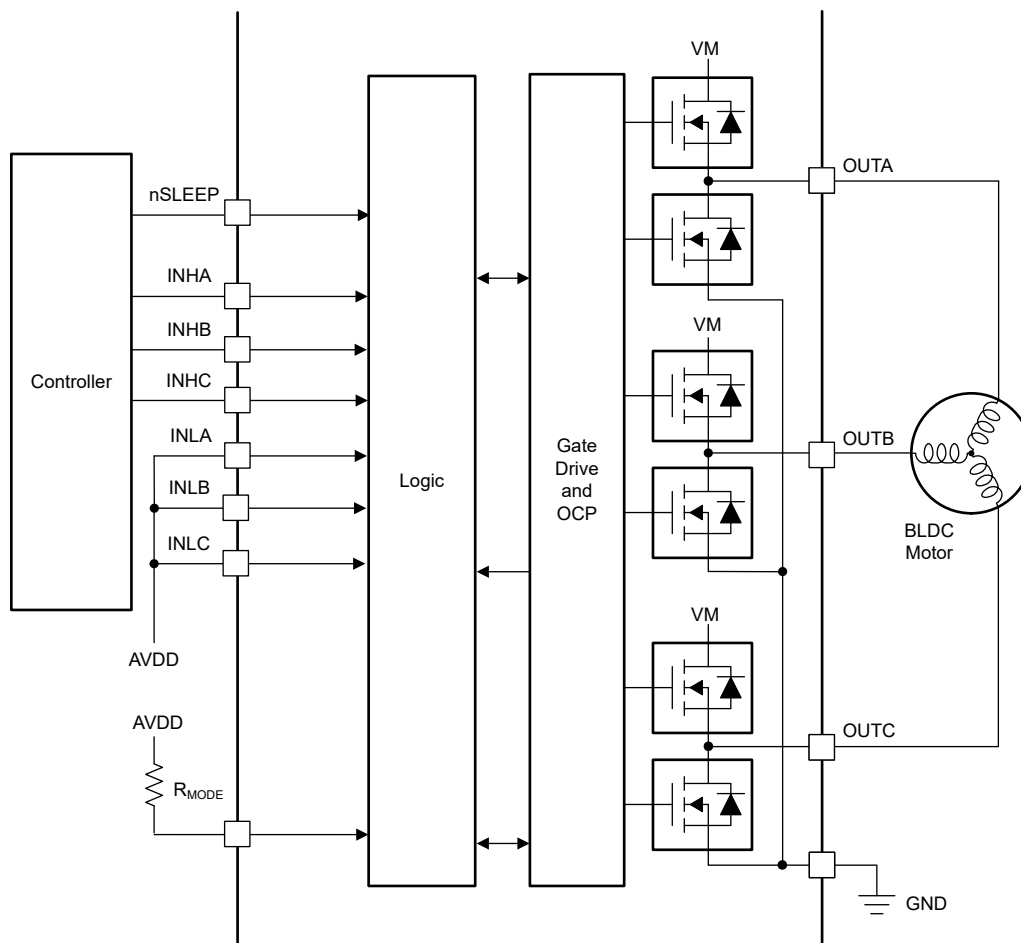 VM
OUTA
nSLEEP
INHA
INHB
VM
Controller
INHC
INLA
OUTB
Logic
Gate
Drive
and
OCP
INLB
BLDC
Motor
INLC
VM
AVDD
AVDD
OUTC
RMODE
GND